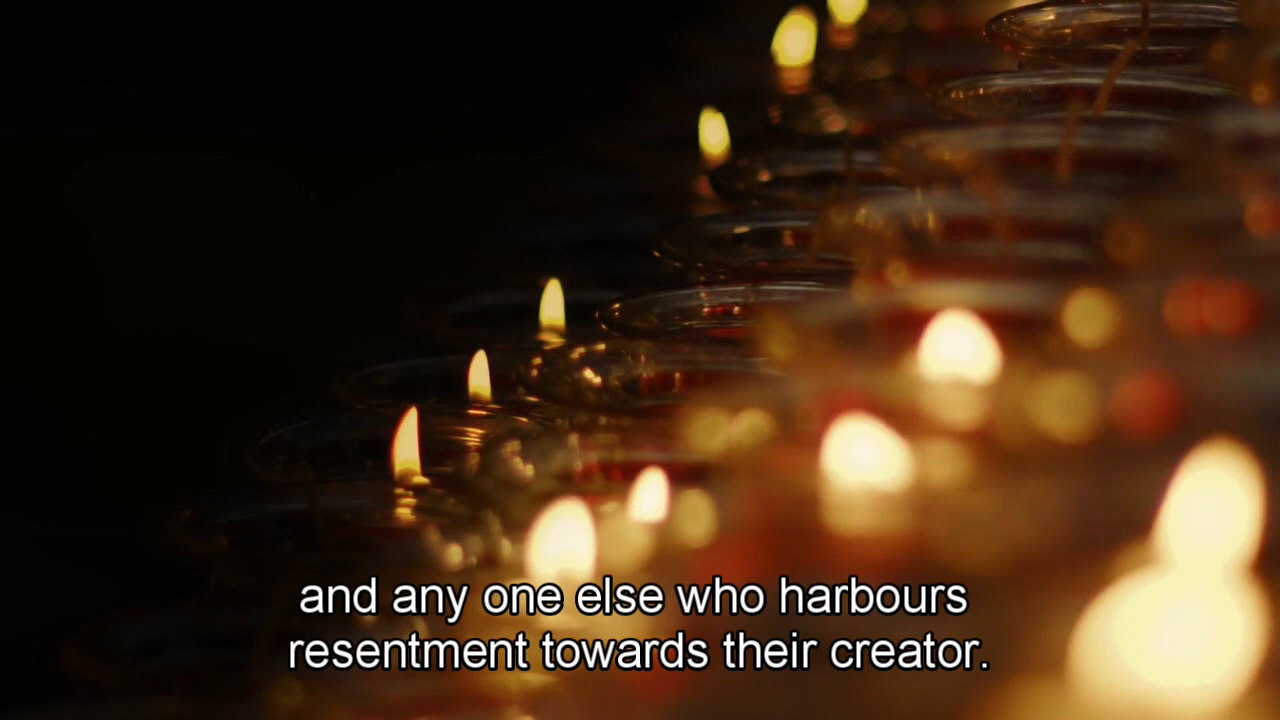 and any one else who harbours
resentment towards their creator.